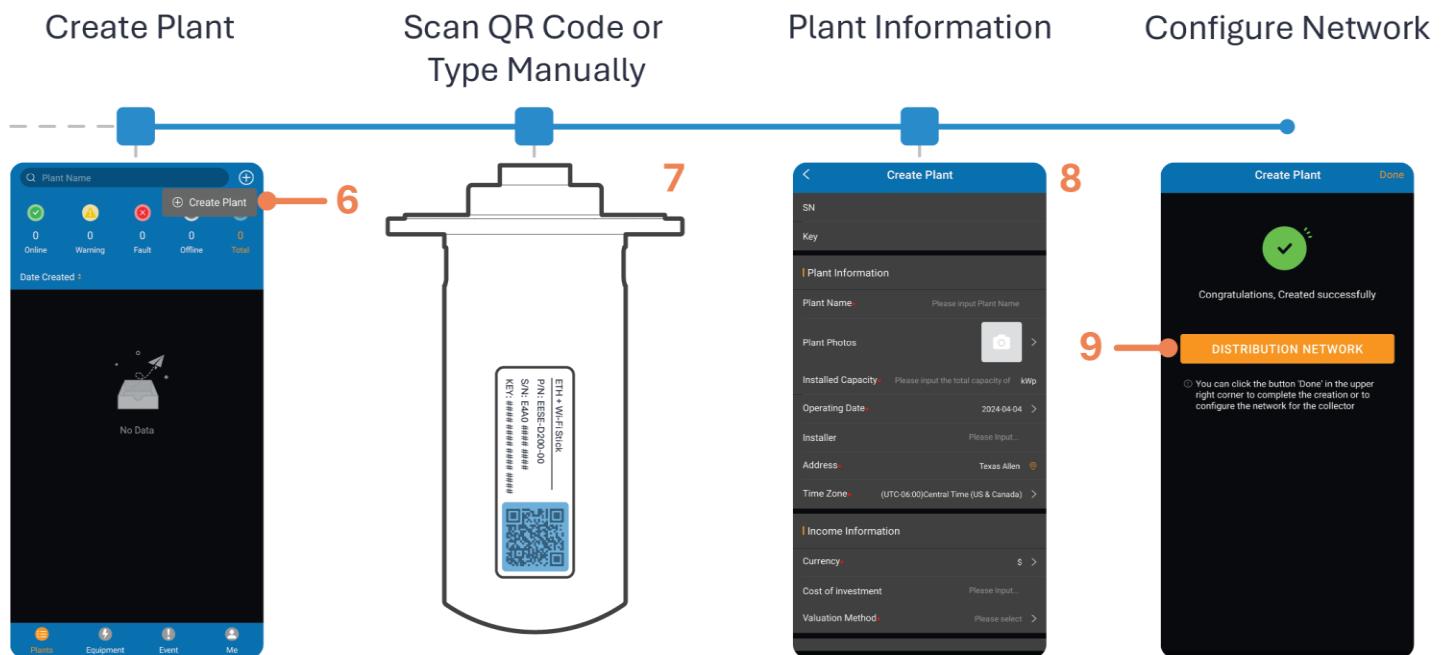 Create Plant
Scan QR Code or
Type Manually
Plant Information
Configure Network
Plant Name
Create Plant
6
0
0
0
0
0
Online
Warning
Fault
Offline
Total
Date Created
No Data
Plants
Equipment
Event
Me
7
ETH + Wi-Fi Stick
P/N: EESE-D200-00
S/N: E4A0 #### ####
KEY: #### #### #### ####
Create Plant
8
SN
Key
Plant Information
Plant Name* Please input Plant Name
Plant Photos
Installed Capacity* Please input the total capacity of kWp
Operating Date* 2024-04-04
Installer Please Input...
Address* Texas Allen
Time Zone* (UTC-06:00)Central Time (US & Canada)
Income Information
Currency* $
Cost of investment Please Input...
Valuation Method* Please select
Create Plant Done
Congratulations, Created successfully
9
DISTRIBUTION NETWORK
You can click the button 'Done' in the upper
right corner to complete the creation or to
configure the network for the collector